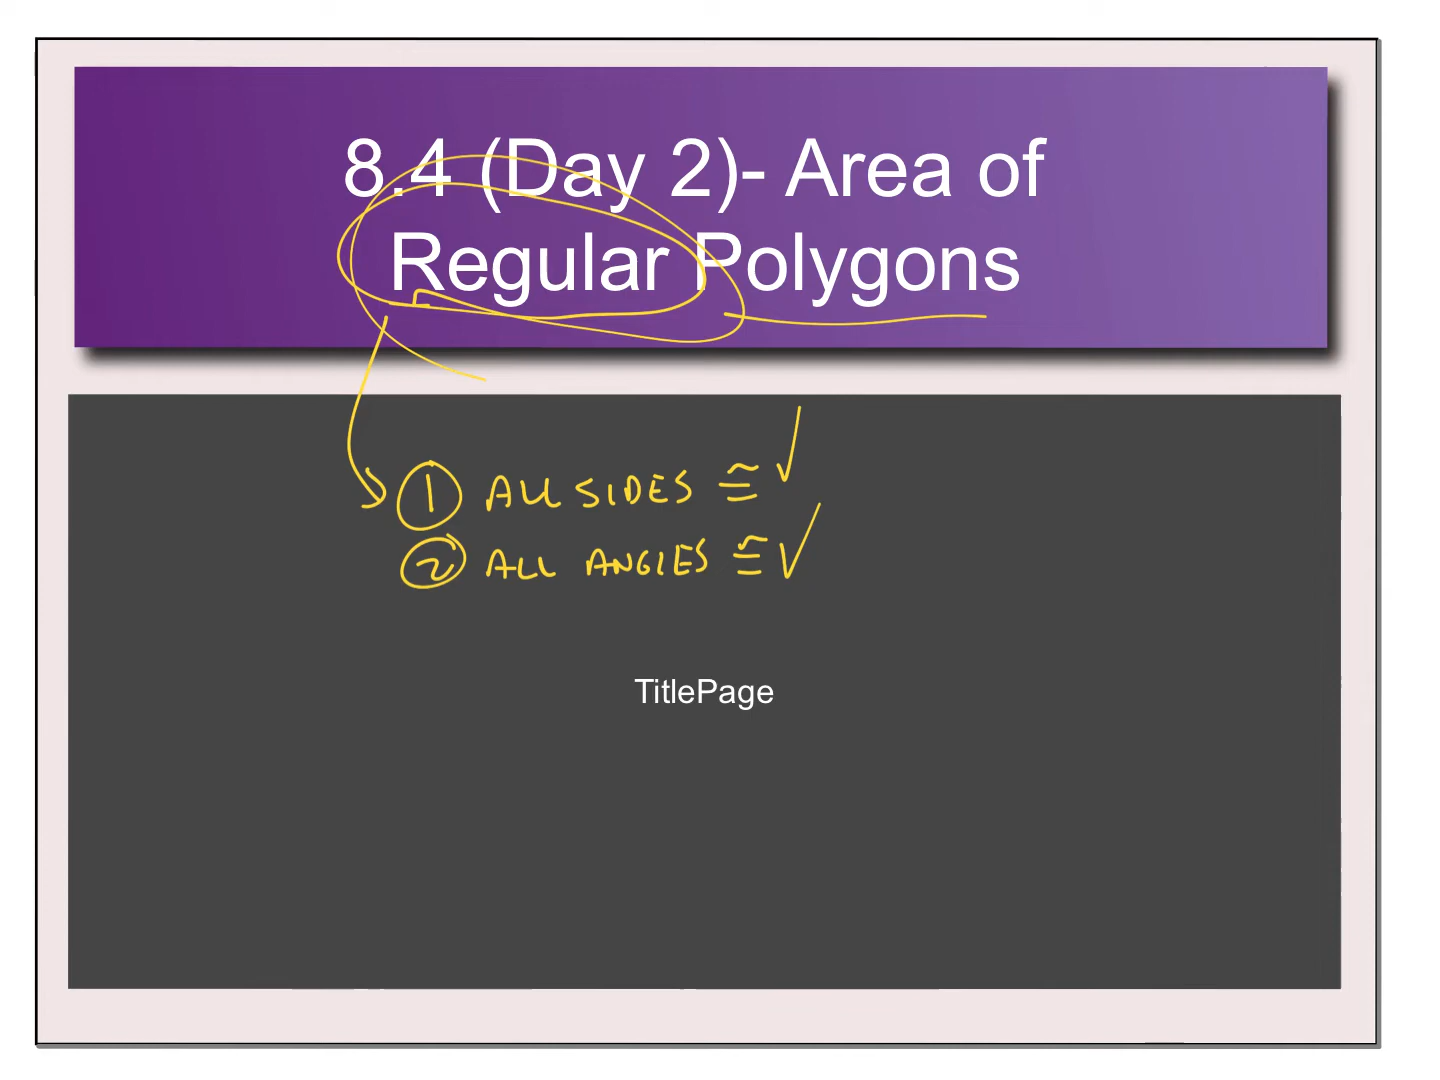 8.4 (Day 2)- Area of
Regular Polygons
① ALL SIDES ≅ ✓
② ALL ANGLES ≅ ✓
TitlePage